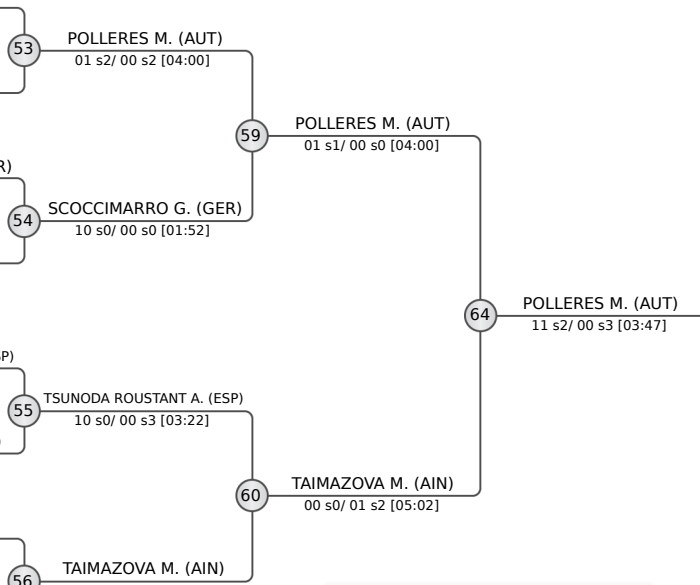 POLLERES M. (AUT)
53
01 s2/ 00 s2 [04:00]
POLLERES M. (AUT)
59
01 s1/ 00 s0 [04:00]
R)
SCOCCIMARRO G. (GER)
54
10 s0/ 00 s0 [01:52]
POLLERES M. (AUT)
64
11 s2/ 00 s3 [03:47]
P)
TSUNODA ROUSTANT A. (ESP)
55
10 s0/ 00 s3 [03:22]
)
TAIMAZOVA M. (AIN)
60
00 s0/ 01 s2 [05:02]
TAIMAZOVA M. (AIN)
56